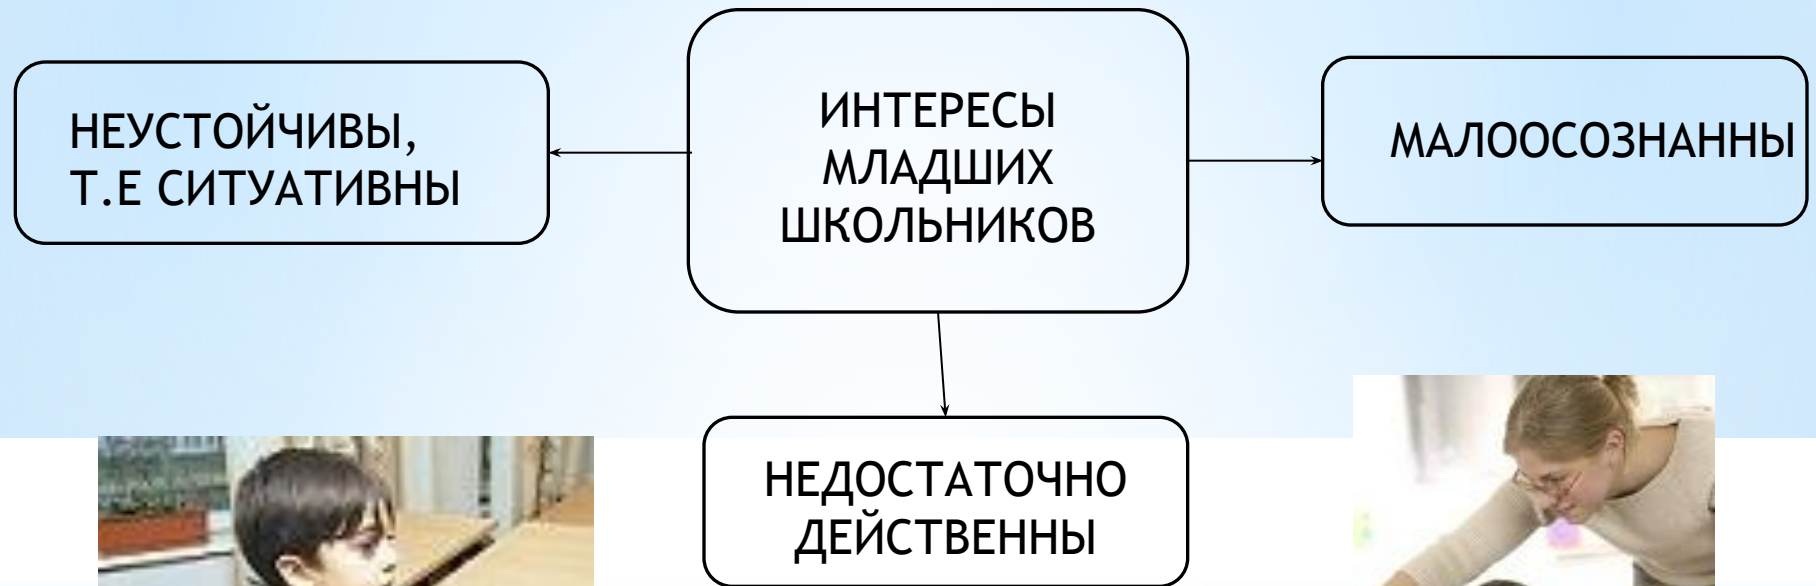 НЕУСТОЙЧИВЫ,
Т.Е СИТУАТИВНЫ
ИНТЕРЕСЫ
МЛАДШИХ
ШКОЛЬНИКОВ
МАЛООСОЗНАННЫ
НЕДОСТАТОЧНО
ДЕЙСТВЕННЫ